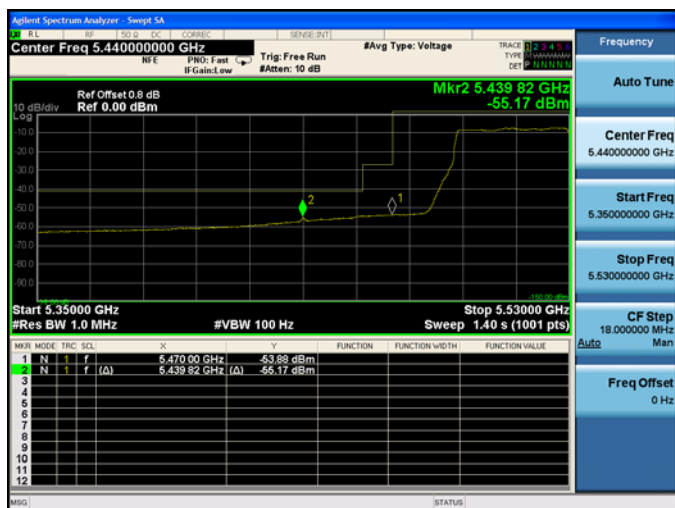 Agilent Spectrum Analyzer - Swept SA
RL RF 50 Ω DC CORREC SENSE:INT
Center Freq 5.440000000 GHz
NFE PNO: Fast IFGain:Low
Trig: Free Run #Atten: 10 dB
#Avg Type: Voltage
TRACE 1 2 3 4 5 6
TYPE
DET P N N N N N
Mkr2 5.439 82 GHz
-55.17 dBm
Ref Offset 0.8 dB
10 dB/div Ref 0.00 dBm
Log
-10.0
-20.0
-30.0
-40.0
-50.0
-60.0
-70.0
-80.0
-90.0
2
1
-150.00 dBm
Start 5.35000 GHz Stop 5.53000 GHz
#Res BW 1.0 MHz #VBW 100 Hz Sweep 1.40 s (1001 pts)
MKR MODE TRC SCL X Y FUNCTION FUNCTION WIDTH FUNCTION VALUE
1 N 1 f 5.470 00 GHz -53.88 dBm
2 N 1 f (Δ) 5.439 82 GHz (Δ) -55.17 dBm
3
4
5
6
7
8
9
10
11
12
MSG STATUS
Frequency
Auto Tune
Center Freq
5.440000000 GHz
Start Freq
5.350000000 GHz
Stop Freq
5.530000000 GHz
CF Step
18.000000 MHz
Auto Man
Freq Offset
0 Hz